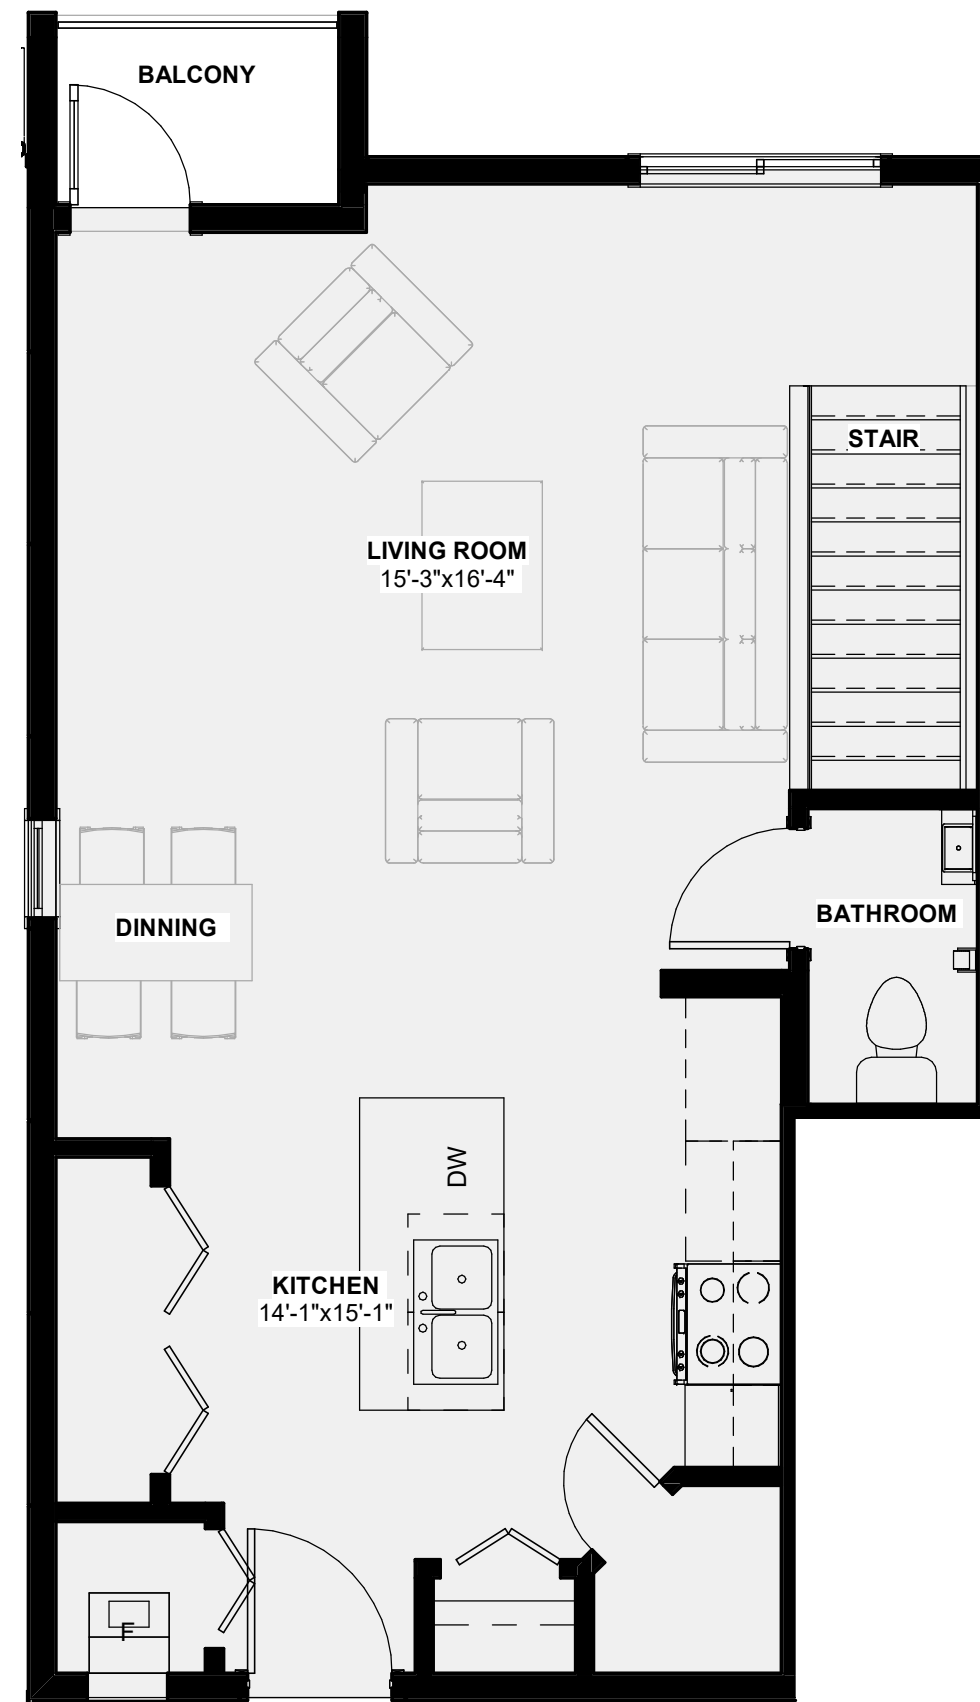 BALCONY
STAIR
LIVING ROOM
15'-3"x16'-4"
BATHROOM
DINNING
DW
KITCHEN
14'-1"x15'-1"
F